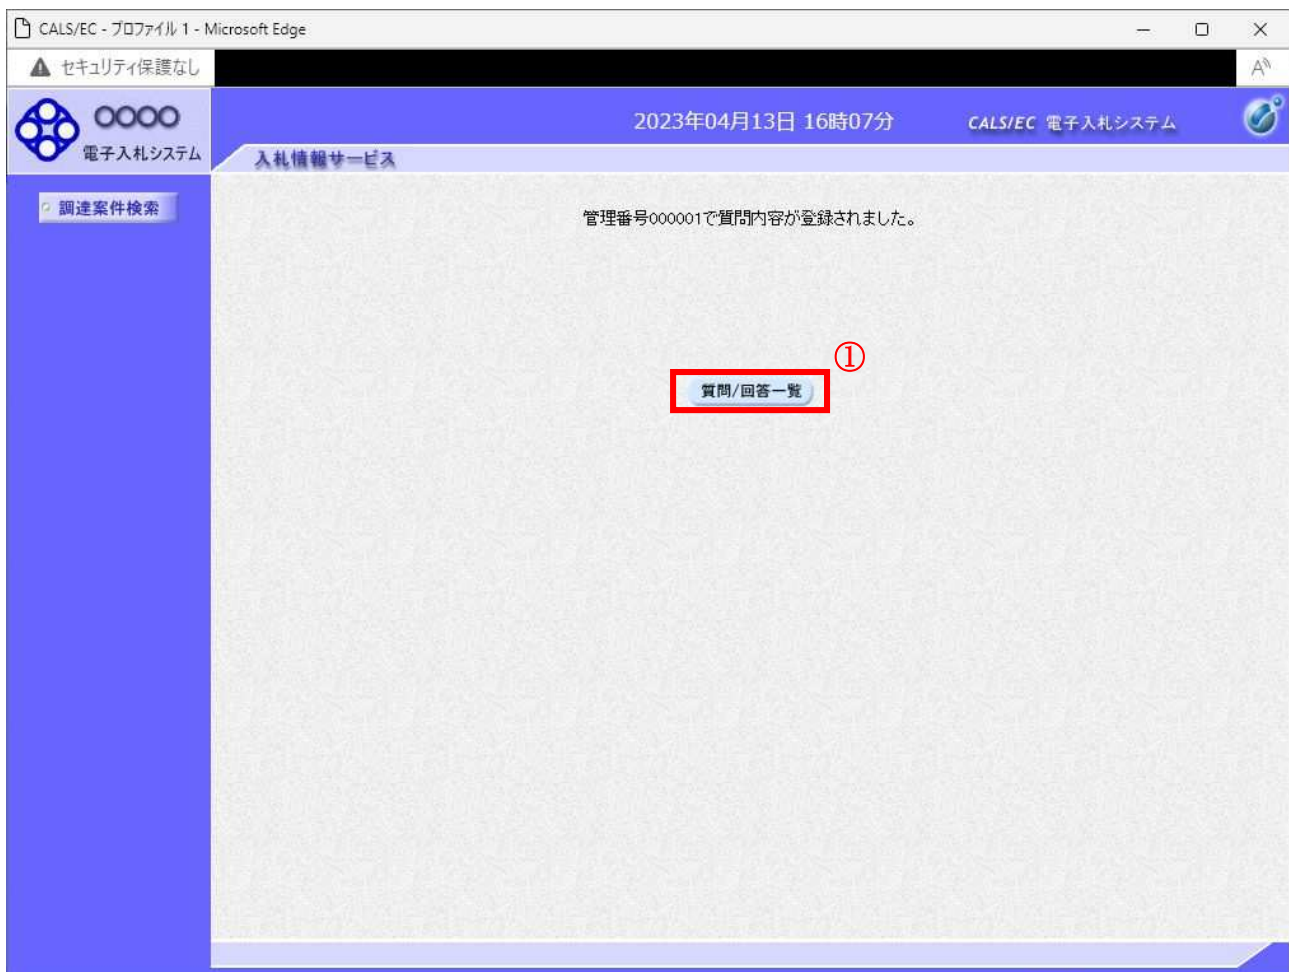 CALS/EC - プロファイル 1 - Microsoft Edge
セキュリティ保護なし
A
〇〇〇〇
電子入札システム
2023年04月13日 16時07分
CALS/EC 電子入札システム
入札情報サービス
調達案件検索
管理番号000001で質問内容が登録されました。
①
質問/回答一覧